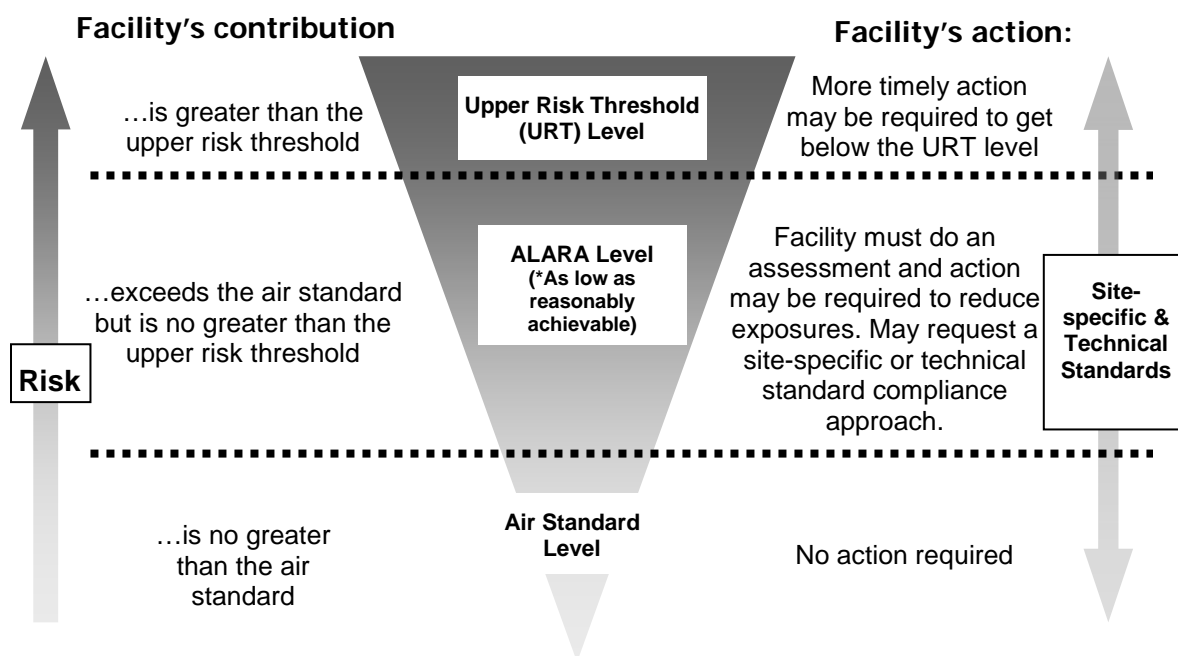 Facility's contribution
Facility's action:
…is greater than the
upper risk threshold
Upper Risk Threshold
(URT) Level
More timely action
may be required to get
below the URT level
…exceeds the air standard
but is no greater than the
upper risk threshold
ALARA Level
(*As low as
reasonably
achievable)
Facility must do an
assessment and action
may be required to reduce
exposures. May request a
site-specific or technical
standard compliance
approach.
Risk
Site-
specific &
Technical
Standards
…is no greater
than the air
standard
Air Standard
Level
No action required